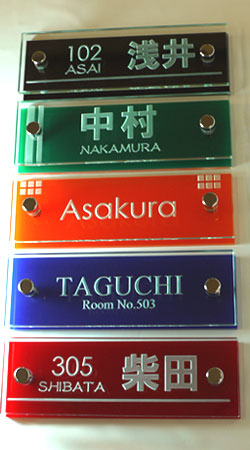 102 浅井
ASAI
中村
NAKAMURA
Asakura
TAGUCHI
Room No.503
305 柴田
SHIBATA